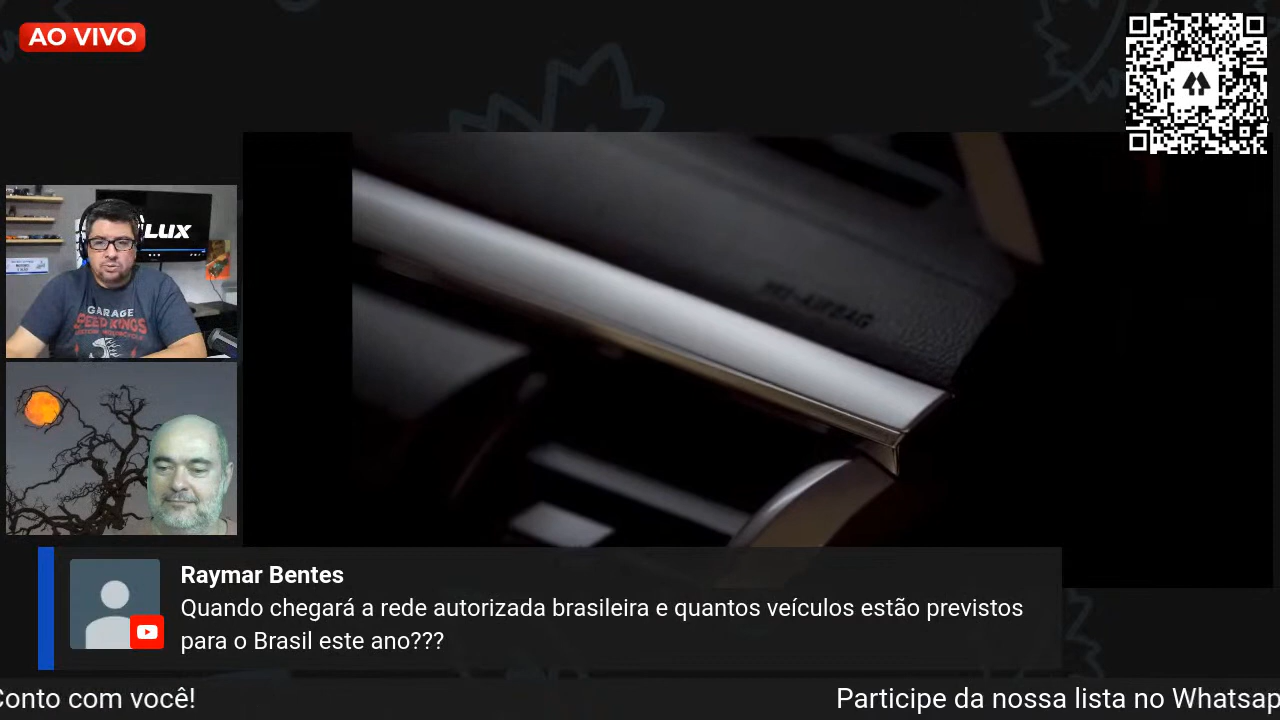 AO VIVO
LUX
GARAGE
SPEED KINGS
Raymar Bentes
Quando chegará a rede autorizada brasileira e quantos veículos estão previstos
para o Brasil este ano???
Conto com você!
Participe da nossa lista no Whatsap